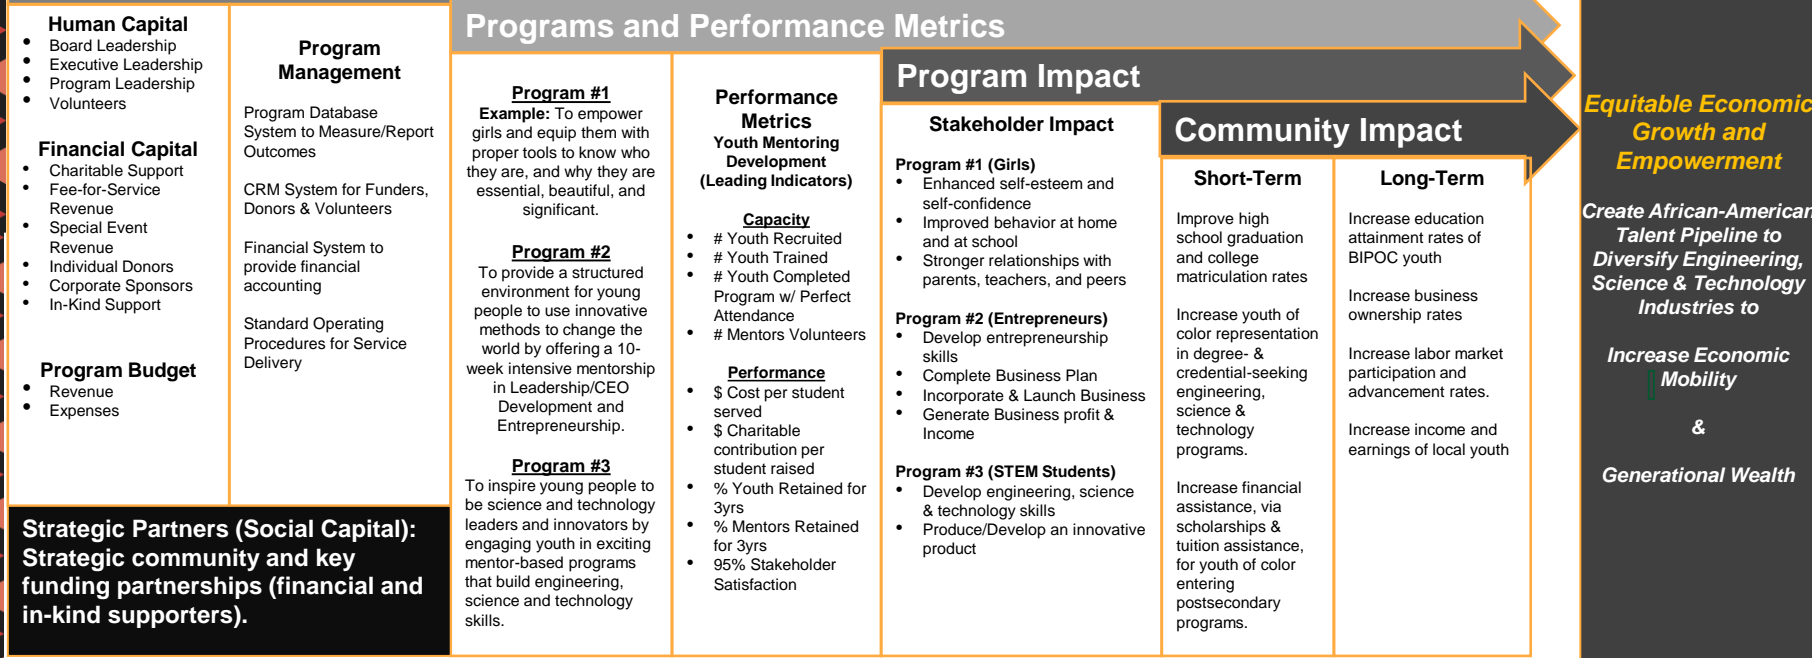 Human Capital
• Board Leadership
• Executive Leadership
• Program Leadership
• Volunteers
Financial Capital
• Charitable Support
• Fee-for-Service
Revenue
• Special Event
Revenue
• Individual Donors
• Corporate Sponsors
• In-Kind Support
Program Budget
• Revenue
• Expenses
Program
Management
Program Database
System to Measure/Report
Outcomes
CRM System for Funders,
Donors & Volunteers
Financial System to
provide financial
accounting
Standard Operating
Procedures for Service
Delivery
Strategic Partners (Social Capital):
Strategic community and key
funding partnerships (financial and
in-kind supporters).
Programs and Performance Metrics
Program #1
Example: To empower
girls and equip them with
proper tools to know who
they are, and why they are
essential, beautiful, and
significant.
Program #2
To provide a structured
environment for young
people to use innovative
methods to change the
world by offering a 10-
week intensive mentorship
in Leadership/CEO
Development and
Entrepreneurship.
Program #3
To inspire young people to
be science and technology
leaders and innovators by
engaging youth in exciting
mentor-based programs
that build engineering,
science and technology
skills.
Performance
Metrics
Youth Mentoring
Development
(Leading Indicators)
Capacity
• # Youth Recruited
• # Youth Trained
• # Youth Completed
Program w/ Perfect
Attendance
• # Mentors Volunteers
Performance
• $ Cost per student
served
• $ Charitable
contribution per
student raised
• % Youth Retained for
3yrs
• % Mentors Retained
for 3yrs
• 95% Stakeholder
Satisfaction
Program Impact
Stakeholder Impact
Program #1 (Girls)
• Enhanced self-esteem and
self-confidence
• Improved behavior at home
and at school
• Stronger relationships with
parents, teachers, and peers
Program #2 (Entrepreneurs)
• Develop entrepreneurship
skills
• Complete Business Plan
• Incorporate & Launch Business
• Generate Business profit &
Income
Program #3 (STEM Students)
• Develop engineering, science
& technology skills
• Produce/Develop an innovative
product
Community Impact
Short-Term
Improve high
school graduation
and college
matriculation rates
Increase youth of
color representation
in degree- &
credential-seeking
engineering,
science &
technology
programs.
Increase financial
assistance, via
scholarships &
tuition assistance,
for youth of color
entering
postsecondary
programs.
Long-Term
Increase education
attainment rates of
BIPOC youth
Increase business
ownership rates
Increase labor market
participation and
advancement rates.
Increase income and
earnings of local youth
Equitable Economic
Growth and
Empowerment
Create African-American
Talent Pipeline to
Diversify Engineering,
Science & Technology
Industries to
Increase Economic
Mobility
&
Generational Wealth